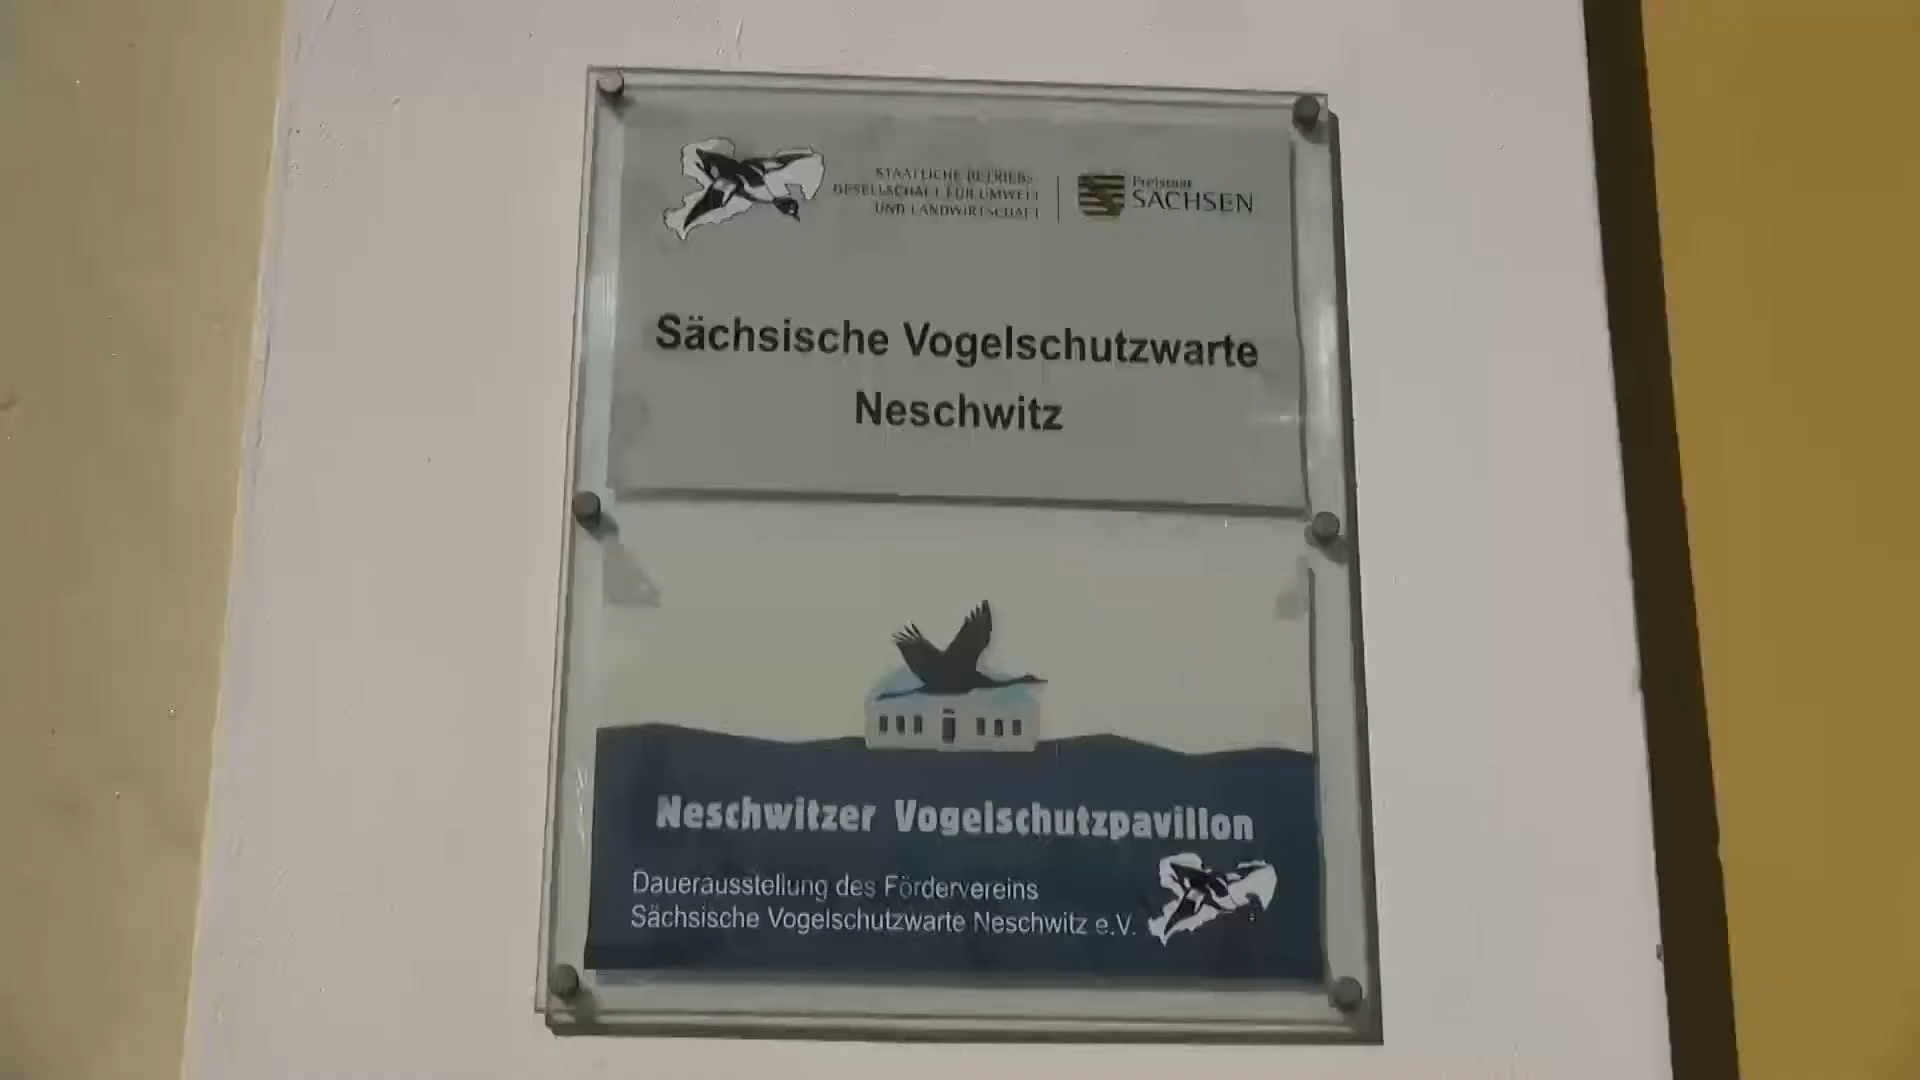 STAATLICHE BETRIEBS-
GESELLSCHAFT FÜR UMWELT
UND LANDWIRTSCHAFT
Freistaat
SACHSEN
Sächsische Vogelschutzwarte
Neschwitz
Neschwitzer Vogelschutzpavillon
Dauerausstellung des Fördervereins
Sächsische Vogelschutzwarte Neschwitz e.V.